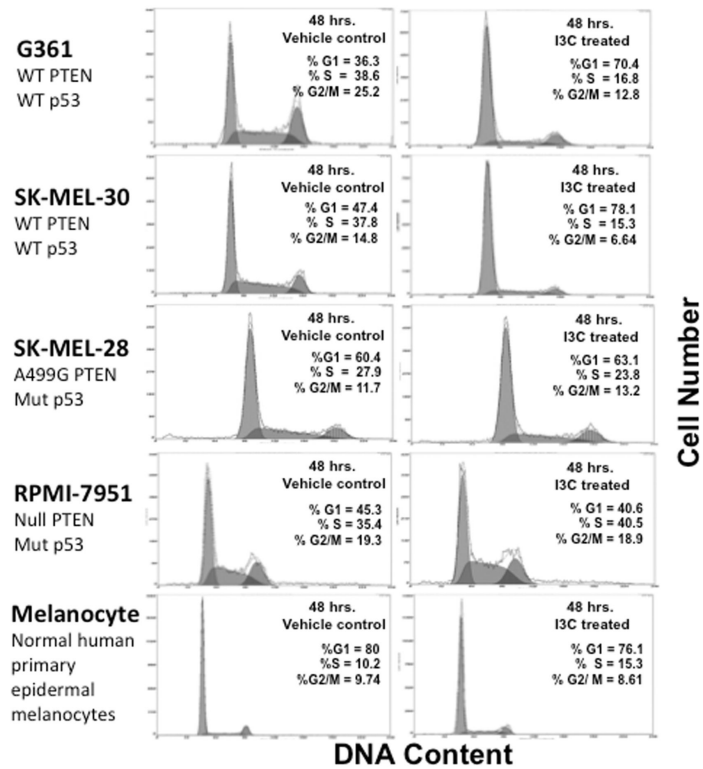 G361
WT PTEN
WT p53
48 hrs.
Vehicle control
% G1 = 36.3
% S = 38.6
% G2/M = 25.2
48 hrs.
I3C treated
%G1 = 70.4
% S = 16.8
% G2/M = 12.8
SK-MEL-30
WT PTEN
WT p53
48 hrs.
Vehicle control
% G1 = 47.4
% S = 37.8
% G2/M = 14.8
48 hrs.
I3C treated
% G1 = 78.1
% S = 15.3
% G2/M = 6.64
SK-MEL-28
A499G PTEN
Mut p53
48 hrs.
Vehicle control
%G1 = 60.4
% S = 27.9
% G2/M = 11.7
48 hrs.
I3C treated
%G1 = 63.1
% S = 23.8
% G2/M = 13.2
RPMI-7951
Null PTEN
Mut p53
48 hrs.
Vehicle control
% G1 = 45.3
% S = 35.4
% G2/M = 19.3
48 hrs.
I3C treated
% G1 = 40.6
% S = 40.5
% G2/M = 18.9
Melanocyte
Normal human
primary
epidermal
melanocytes
48 hrs.
Vehicle control
%G1 = 80
%S = 10.2
%G2/M = 9.74
48 hrs.
I3C treated
% G1 = 76.1
% S = 15.3
% G2/ M = 8.61
Cell Number
DNA Content